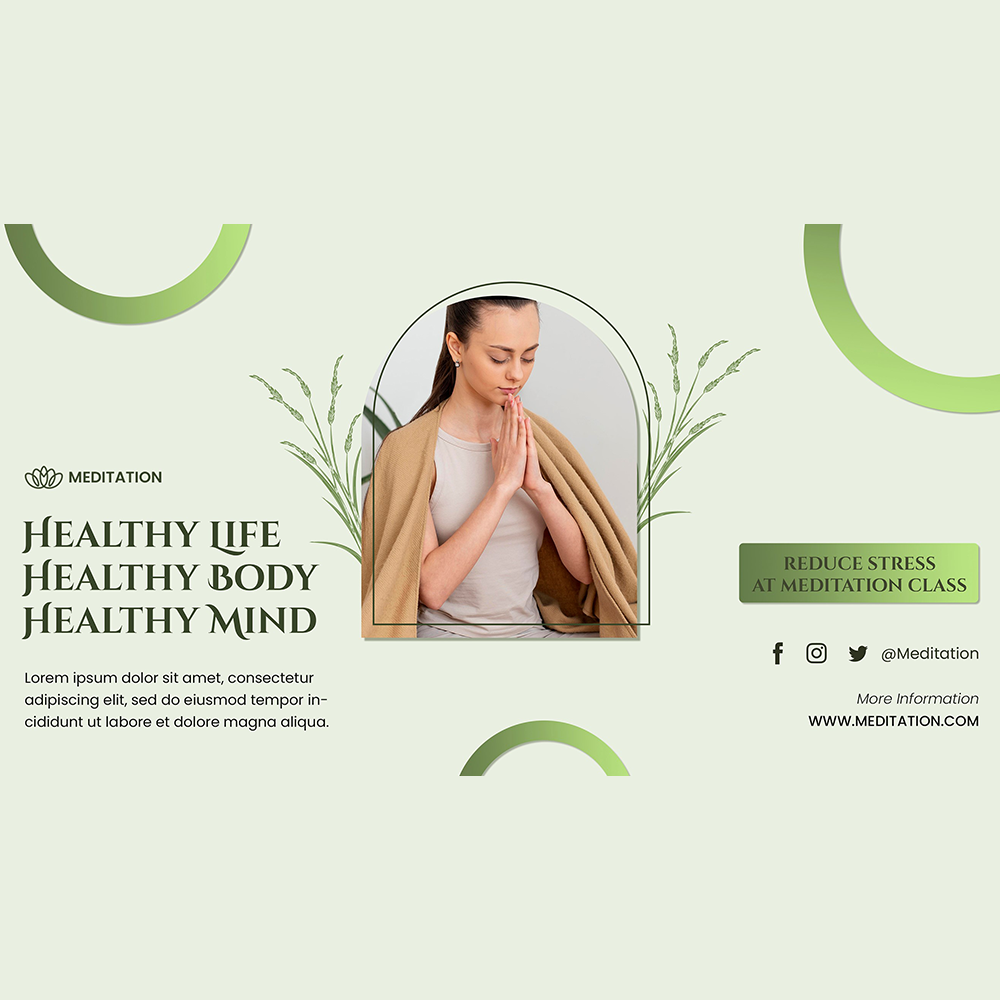 MEDITATION
Healthy Life
Healthy Body
Healthy Mind
Lorem ipsum dolor sit amet, consectetur
adipiscing elit, sed do eiusmod tempor in-
cididunt ut labore et dolore magna aliqua.
REDUCE STRESS
AT MEDITATION CLASS
@Meditation
More Information
WWW.MEDITATION.COM